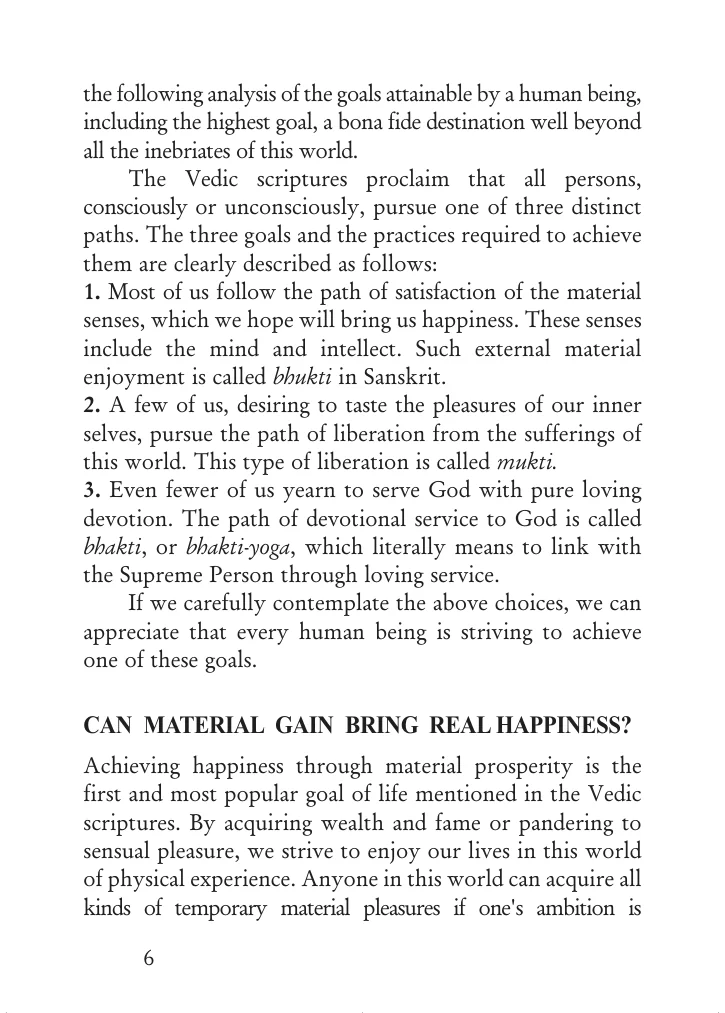 the following analysis of the goals attainable by a human being,
including the highest goal, a bona fide destination well beyond
all the inebriates of this world.
The Vedic scriptures proclaim that all persons,
consciously or unconsciously, pursue one of three distinct
paths. The three goals and the practices required to achieve
them are clearly described as follows:
1. Most of us follow the path of satisfaction of the material
senses, which we hope will bring us happiness. These senses
include the mind and intellect. Such external material
enjoyment is called bhukti in Sanskrit.
2. A few of us, desiring to taste the pleasures of our inner
selves, pursue the path of liberation from the sufferings of
this world. This type of liberation is called mukti.
3. Even fewer of us yearn to serve God with pure loving
devotion. The path of devotional service to God is called
bhakti, or bhakti-yoga, which literally means to link with
the Supreme Person through loving service.
If we carefully contemplate the above choices, we can
appreciate that every human being is striving to achieve
one of these goals.
CAN MATERIAL GAIN BRING REAL HAPPINESS?
Achieving happiness through material prosperity is the
first and most popular goal of life mentioned in the Vedic
scriptures. By acquiring wealth and fame or pandering to
sensual pleasure, we strive to enjoy our lives in this world
of physical experience. Anyone in this world can acquire all
kinds of temporary material pleasures if one's ambition is
6